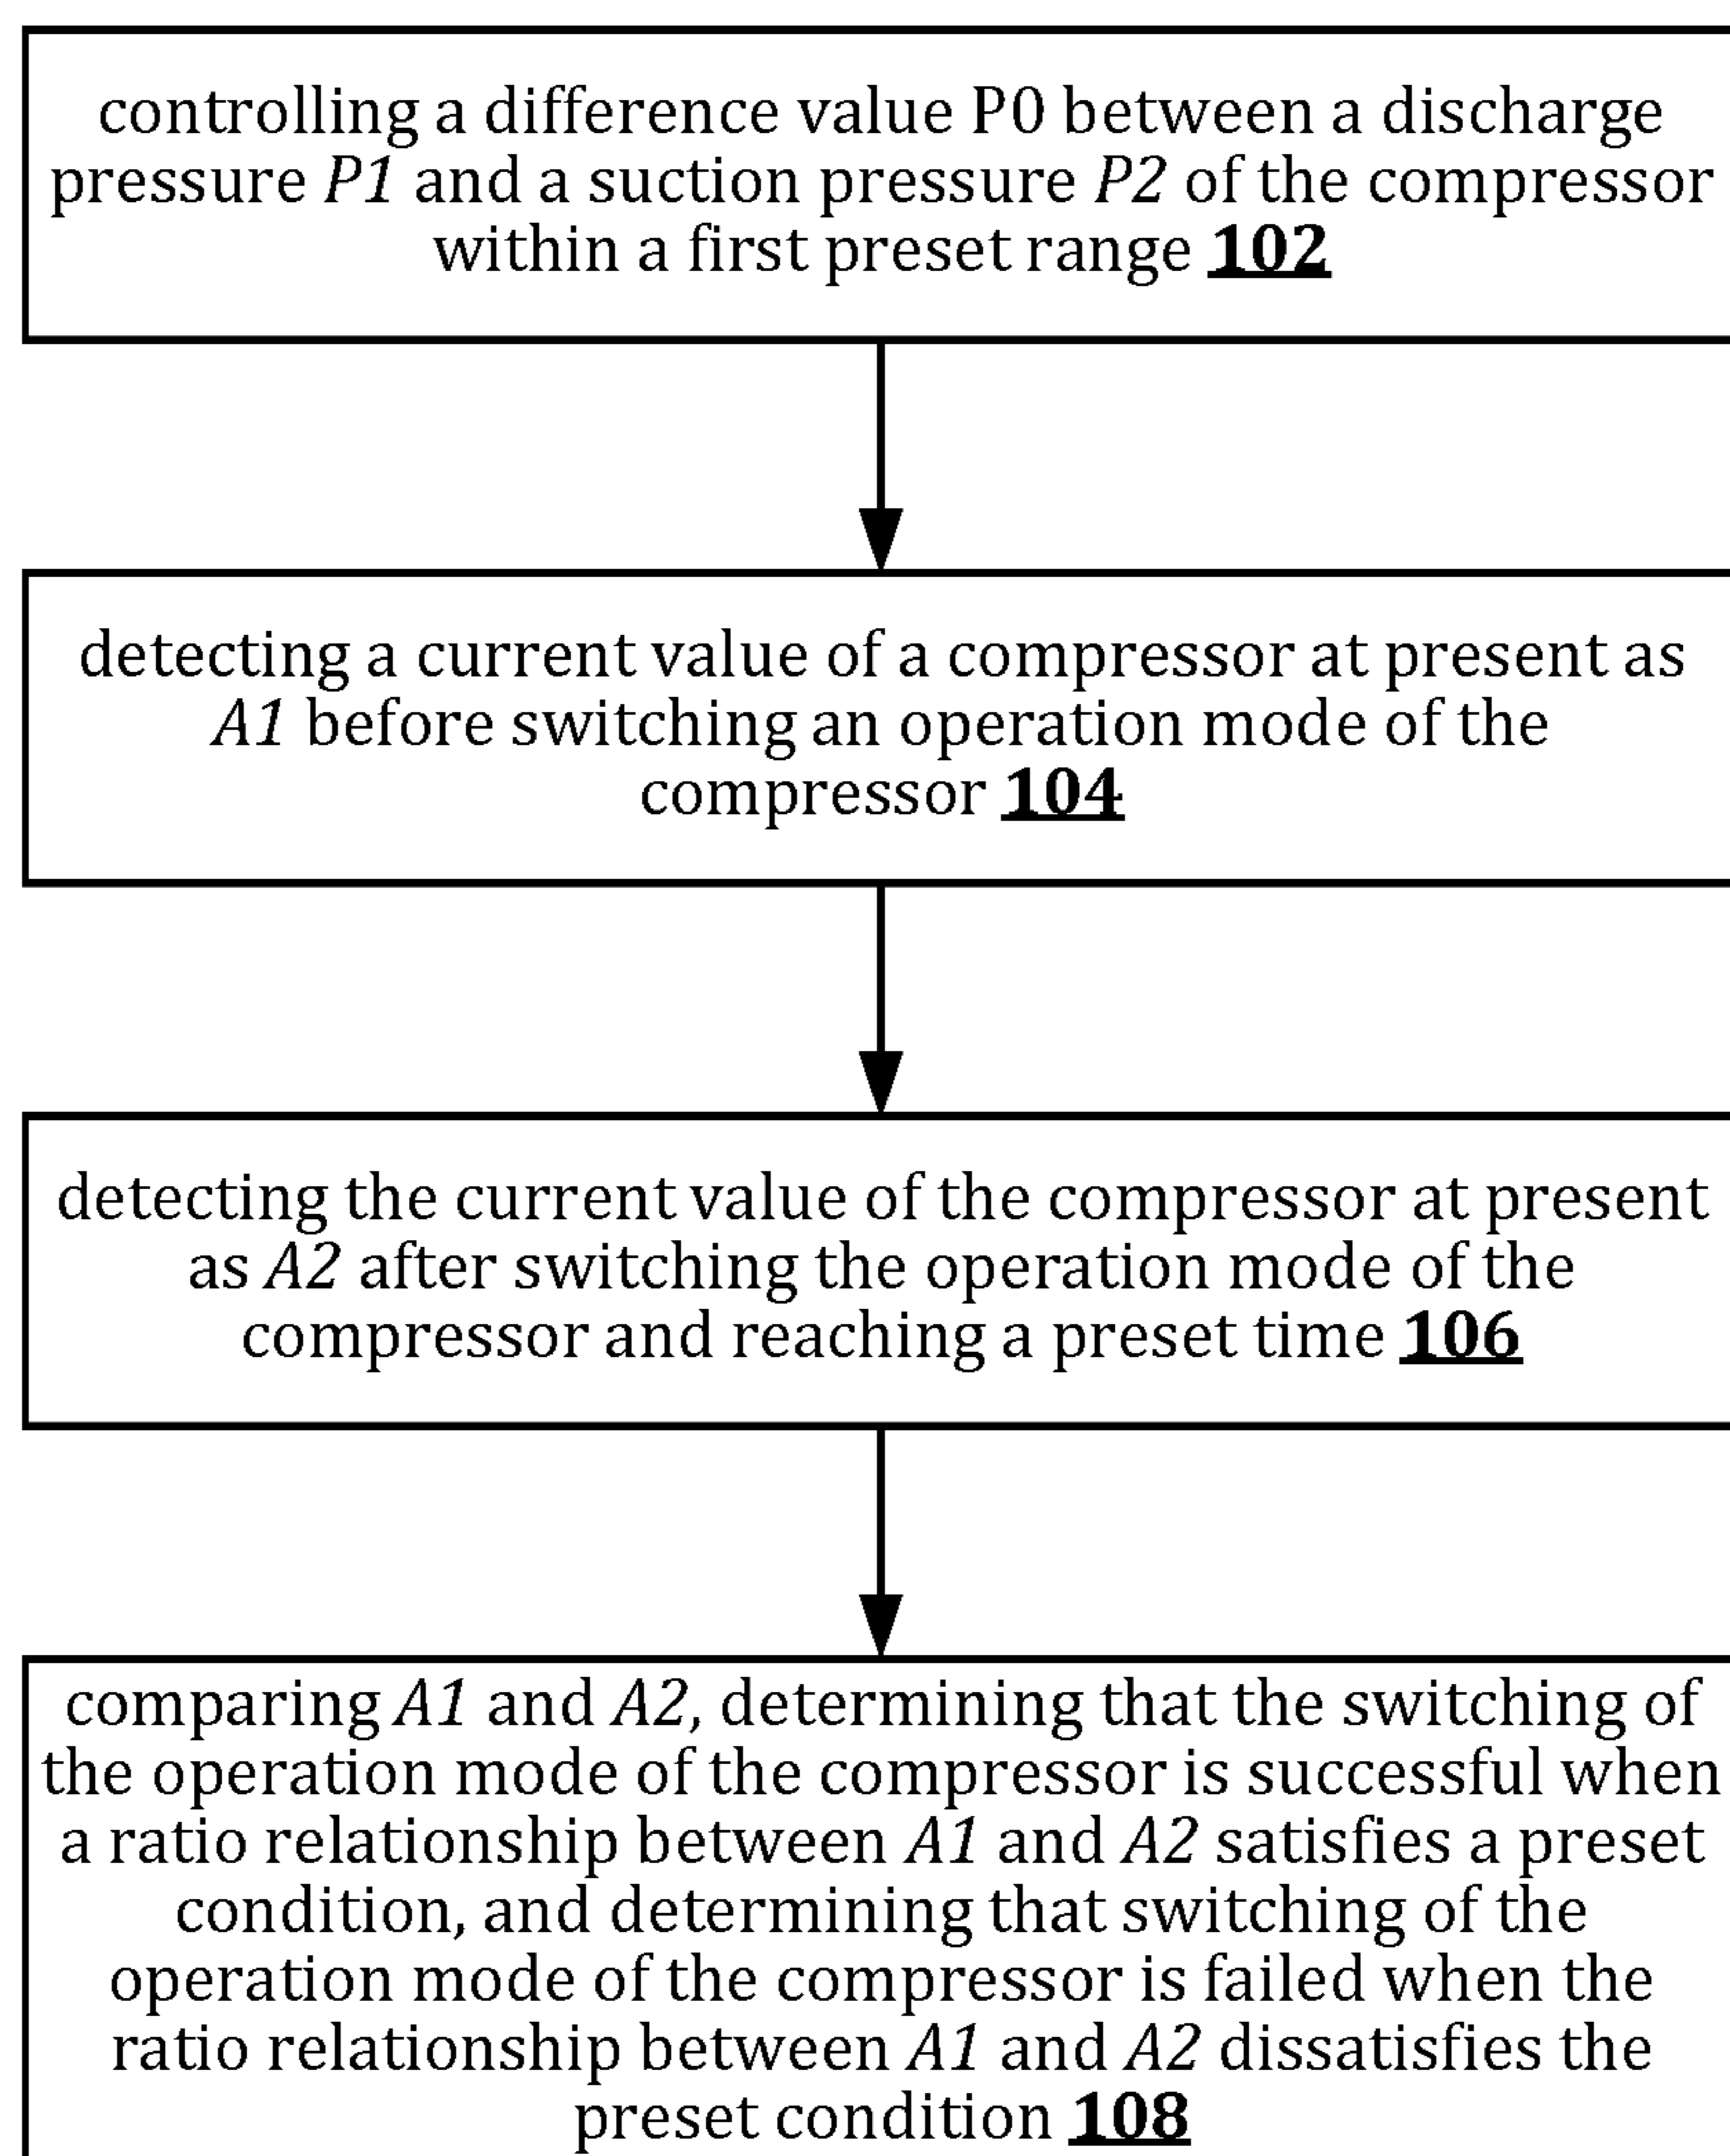 controlling a difference value P0 between a discharge
pressure P1 and a suction pressure P2 of the compressor
within a first preset range 102
detecting a current value of a compressor at present as
A1 before switching an operation mode of the
compressor 104
detecting the current value of the compressor at present
as A2 after switching the operation mode of the
compressor and reaching a preset time 106
comparing A1 and A2, determining that the switching of
the operation mode of the compressor is successful when
a ratio relationship between A1 and A2 satisfies a preset
condition, and determining that switching of the
operation mode of the compressor is failed when the
ratio relationship between A1 and A2 dissatisfies the
preset condition 108